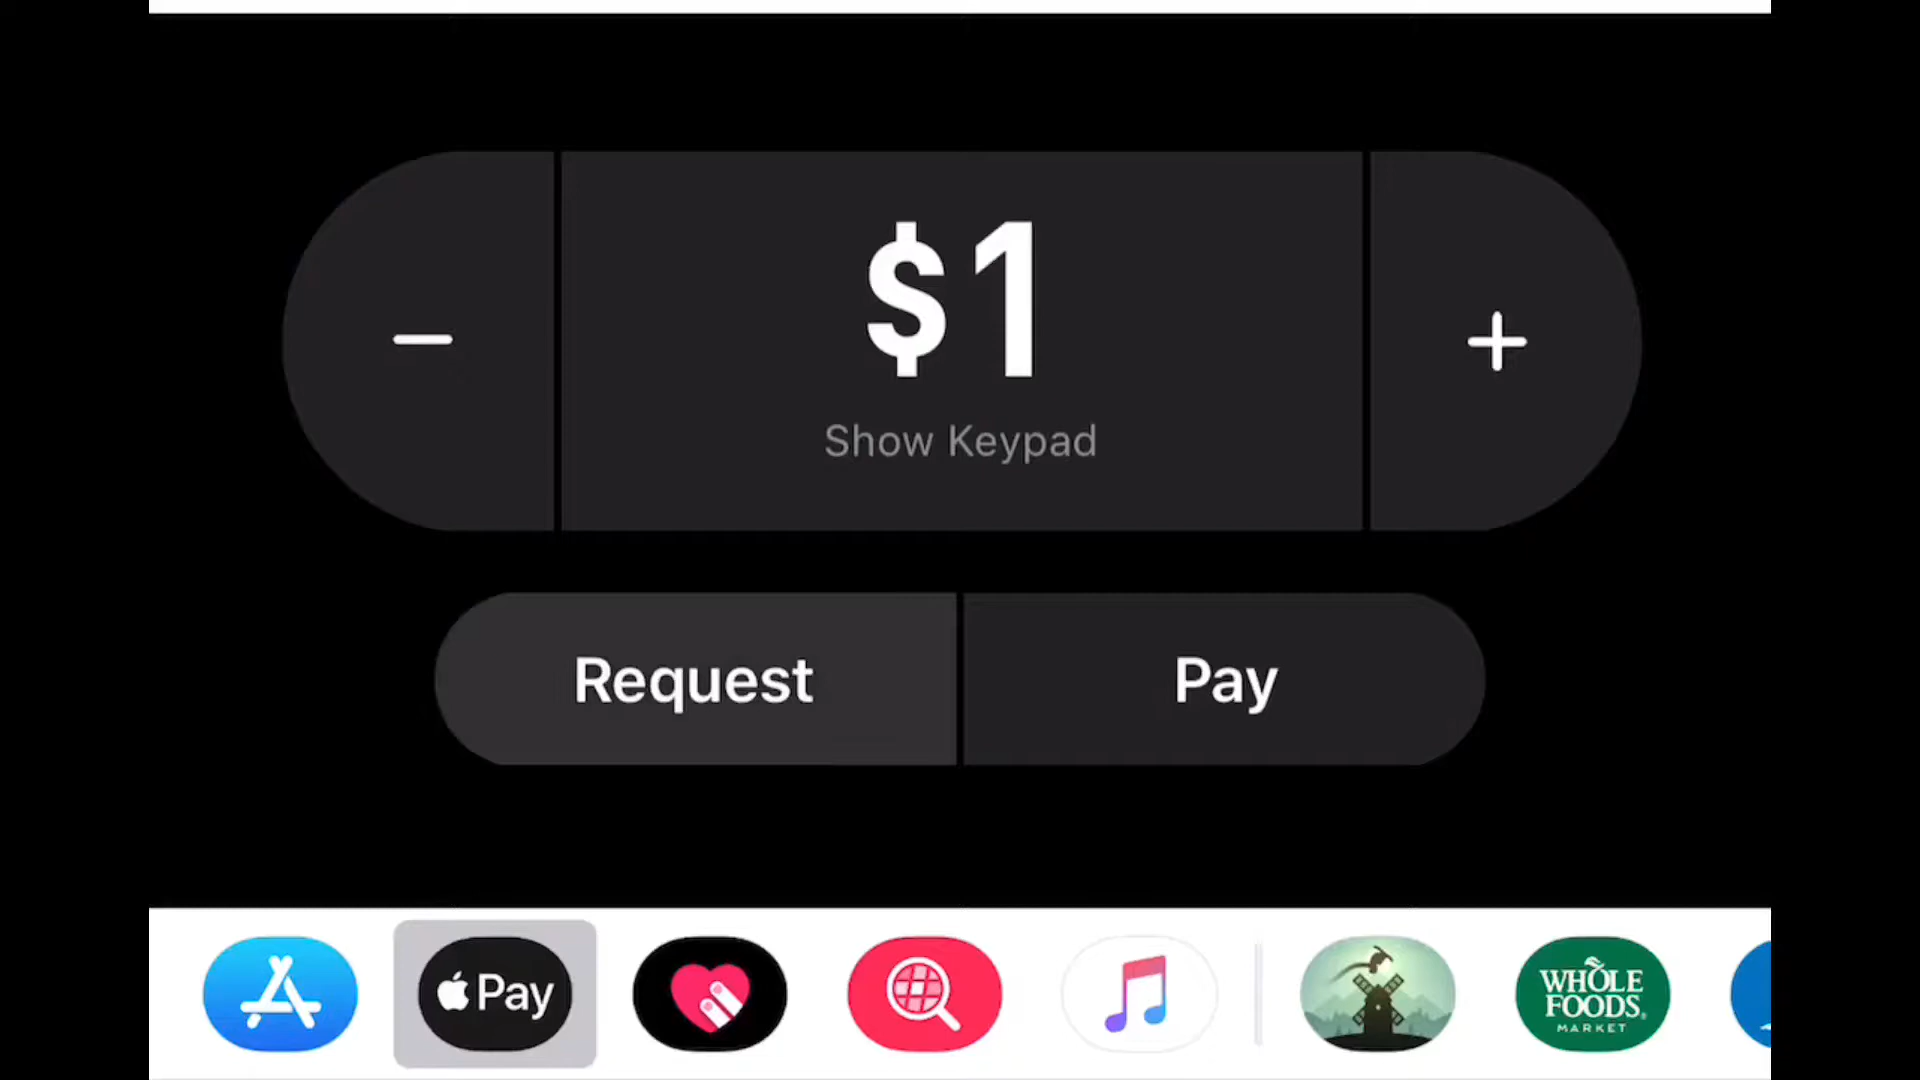 $1
Show Keypad
Request
Pay
Pay
WHOLE
FOODS
MARKET